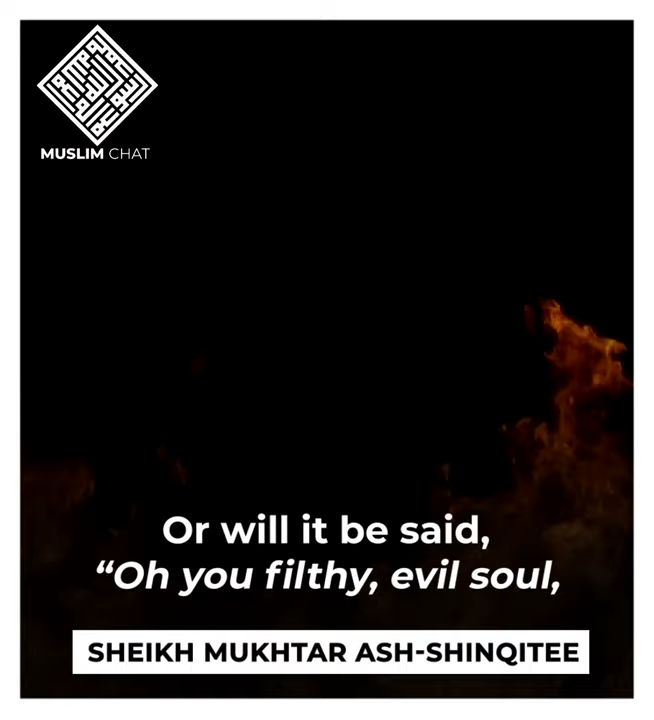 MUSLIM CHAT
Or will it be said,
“Oh you filthy, evil soul,
SHEIKH MUKHTAR ASH-SHINQITEE